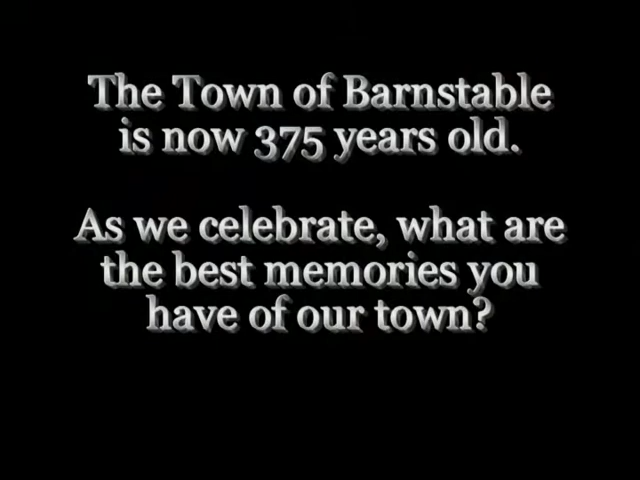 The Town of Barnstable
is now 375 years old.
As we celebrate, what are
the best memories you
have of our town?